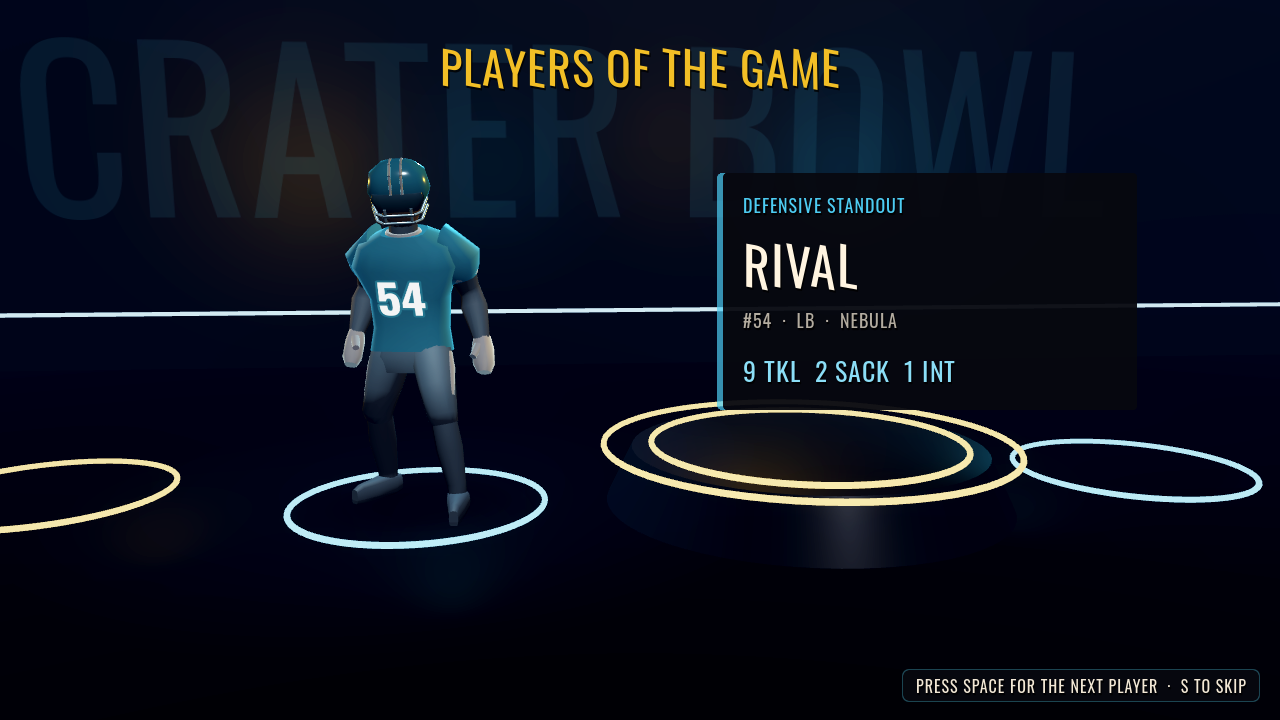 CRATER BOWL
PLAYERS OF THE GAME
54
DEFENSIVE STANDOUT
RIVAL
#54 · LB · NEBULA
9 TKL 2 SACK 1 INT
PRESS SPACE FOR THE NEXT PLAYER · S TO SKIP